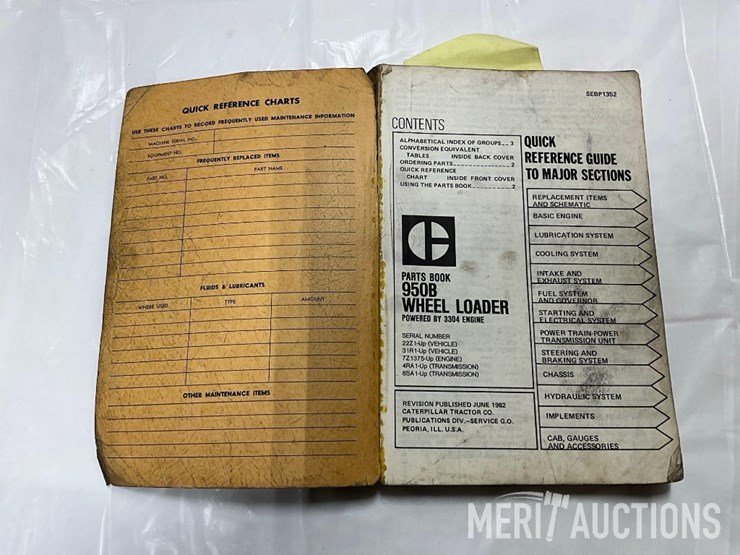 QUICK REFERENCE CHARTS
USE THESE CHARTS TO RECORD FREQUENTLY USED MAINTENANCE INFORMATION
MACHINE SERIAL NO.
EQUIPMENT NO.
FREQUENTLY REPLACED ITEMS
PART NO. PART NAME
FLUIDS & LUBRICANTS
WHERE USED TYPE AMOUNT
OTHER MAINTENANCE ITEMS
SEBP1352
CONTENTS
ALPHABETICAL INDEX OF GROUPS 3
CONVERSION EQUIVALENT
TABLES INSIDE BACK COVER
ORDERING PARTS 2
QUICK REFERENCE
CHART INSIDE FRONT COVER
USING THE PARTS BOOK 2
PARTS BOOK
950B
WHEEL LOADER
POWERED BY 3304 ENGINE
SERIAL NUMBER
22Z1-Up (VEHICLE)
31R1-Up (VEHICLE)
7Z1375-Up (ENGINE)
4RA1-Up (TRANSMISSION)
8SA1-Up (TRANSMISSION)
REVISION PUBLISHED JUNE 1982
CATERPILLAR TRACTOR CO.
PUBLICATIONS DIV.-SERVICE G.O.
PEORIA, ILL. U.S.A.
QUICK
REFERENCE GUIDE
TO MAJOR SECTIONS
REPLACEMENT ITEMS
AND SCHEMATIC
BASIC ENGINE
LUBRICATION SYSTEM
COOLING SYSTEM
INTAKE AND
EXHAUST SYSTEM
FUEL SYSTEM
AND GOVERNOR
STARTING AND
ELECTRICAL SYSTEM
POWER TRAIN-POWER
TRANSMISSION UNIT
STEERING AND
BRAKING SYSTEM
CHASSIS
HYDRAULIC SYSTEM
IMPLEMENTS
CAB, GAUGES
AND ACCESSORIES
MERIT AUCTIONS